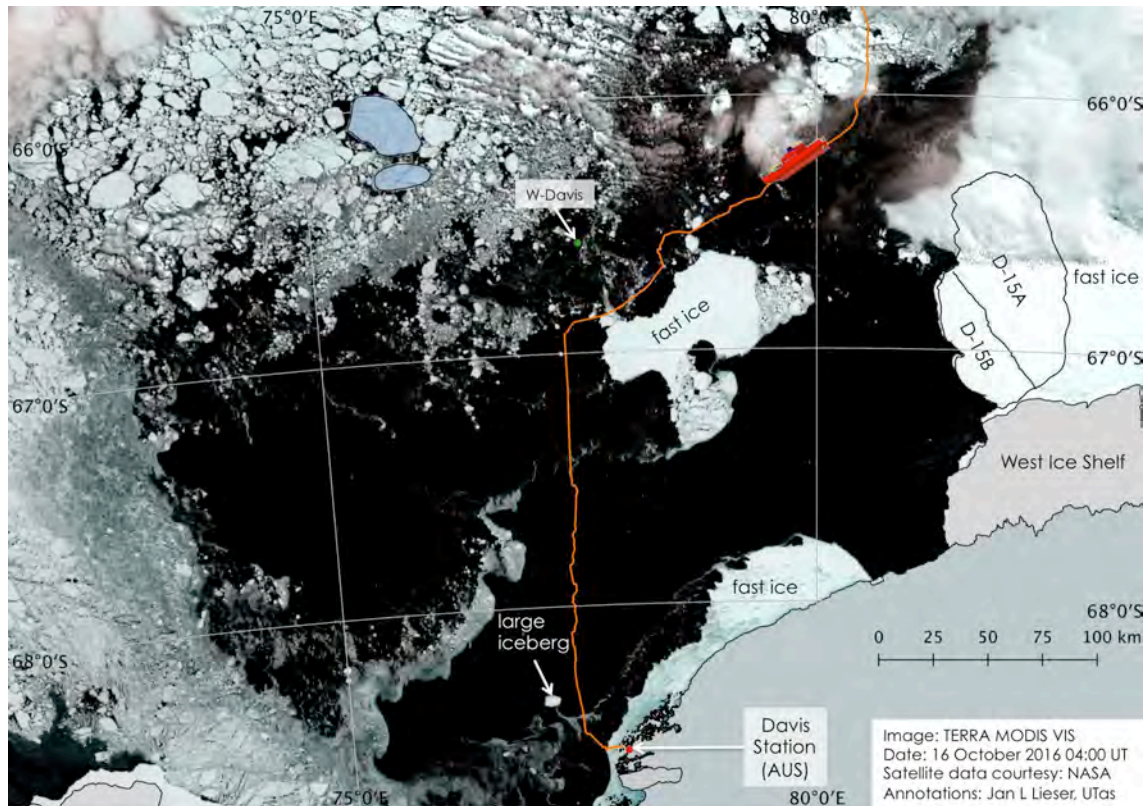 75°0'E
80°0'E
66°0'S
66°0'S
W-Davis
fast ice
D-15A
fast ice
D-15B
67°0'S
67°0'S
West Ice Shelf
fast ice
large
iceberg
68°0'S
0 25 50 75 100 km
68°0'S
Davis
Station
(AUS)
75°0'E
80°0'E
Image: TERRA MODIS VIS
Date: 16 October 2016 04:00 UT
Satellite data courtesy: NASA
Annotations: Jan L Lieser, UTas